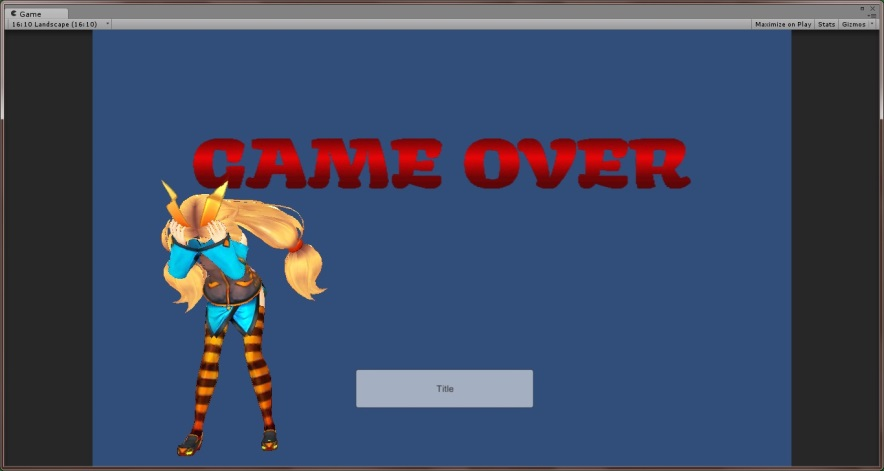 Game
16:10 Landscape (16:10)
Maximize on Play
Stats
Gizmos
GAME OVER
Title